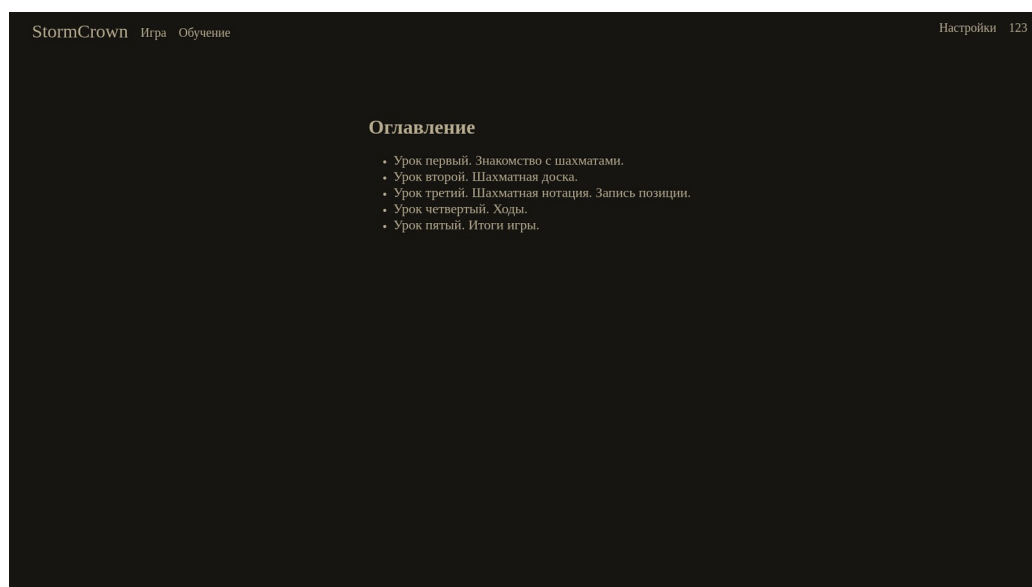 StormCrown Игра Обучение Настройки 123
Оглавление
• Урок первый. Знакомство с шахматами.
• Урок второй. Шахматная доска.
• Урок третий. Шахматная нотация. Запись позиции.
• Урок четвертый. Ходы.
• Урок пятый. Итоги игры.